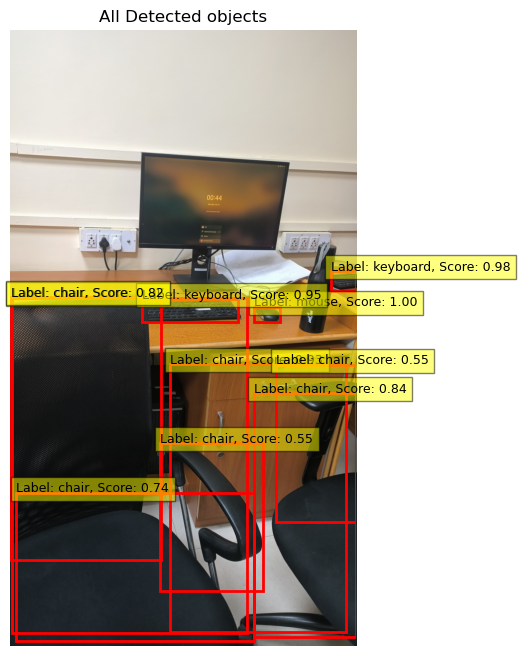 All Detected objects
00:44
Label: keyboard, Score: 0.98
Label: chair, Score: 0.82
Label: keyboard, Score: 0.95
Label: mouse, Score: 1.00
Label: chair, Score:
Label: chair, Score: 0.55
Label: chair, Score: 0.84
Label: chair, Score: 0.55
Label: chair, Score: 0.74